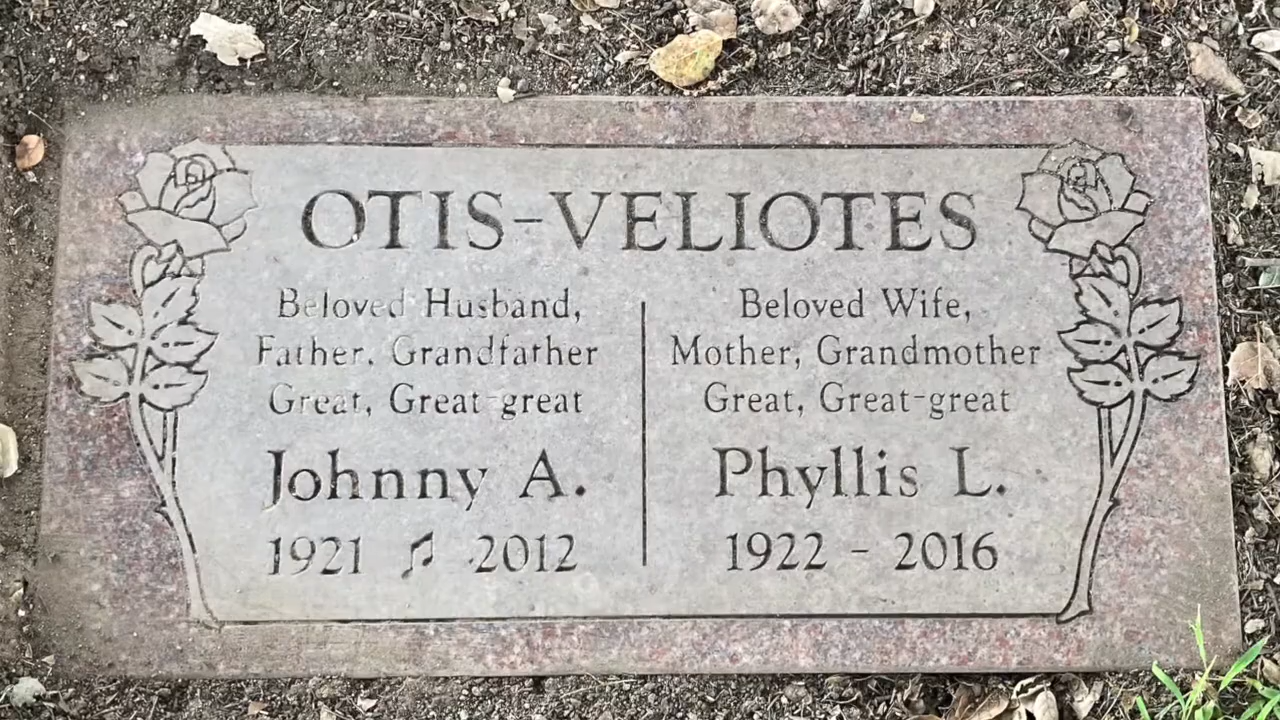 OTIS-VELIOTES
Beloved Husband,
Father, Grandfather
Great, Great-great
Johnny A.
1921 ♫ 2012
Beloved Wife,
Mother, Grandmother
Great, Great-great
Phyllis L.
1922 - 2016